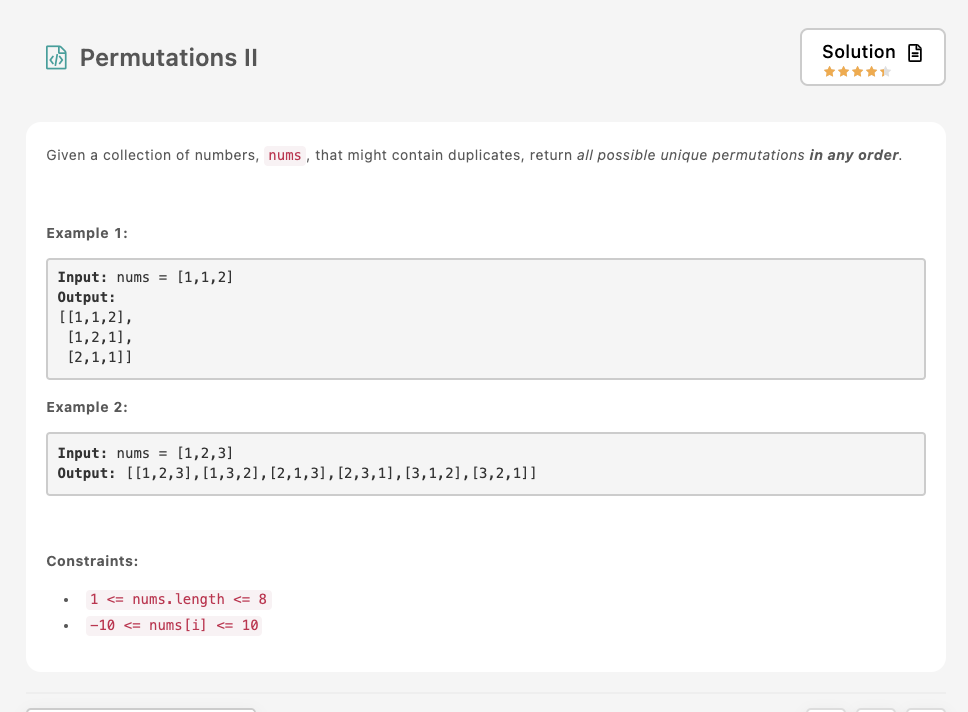 Permutations II
Solution
Given a collection of numbers, nums, that might contain duplicates, return all possible unique permutations in any order.
Example 1:
Input: nums = [1,1,2]
Output:
[[1,1,2],
 [1,2,1],
 [2,1,1]]
Example 2:
Input: nums = [1,2,3]
Output: [[1,2,3],[1,3,2],[2,1,3],[2,3,1],[3,1,2],[3,2,1]]
Constraints:
• 1 <= nums.length <= 8
• -10 <= nums[i] <= 10